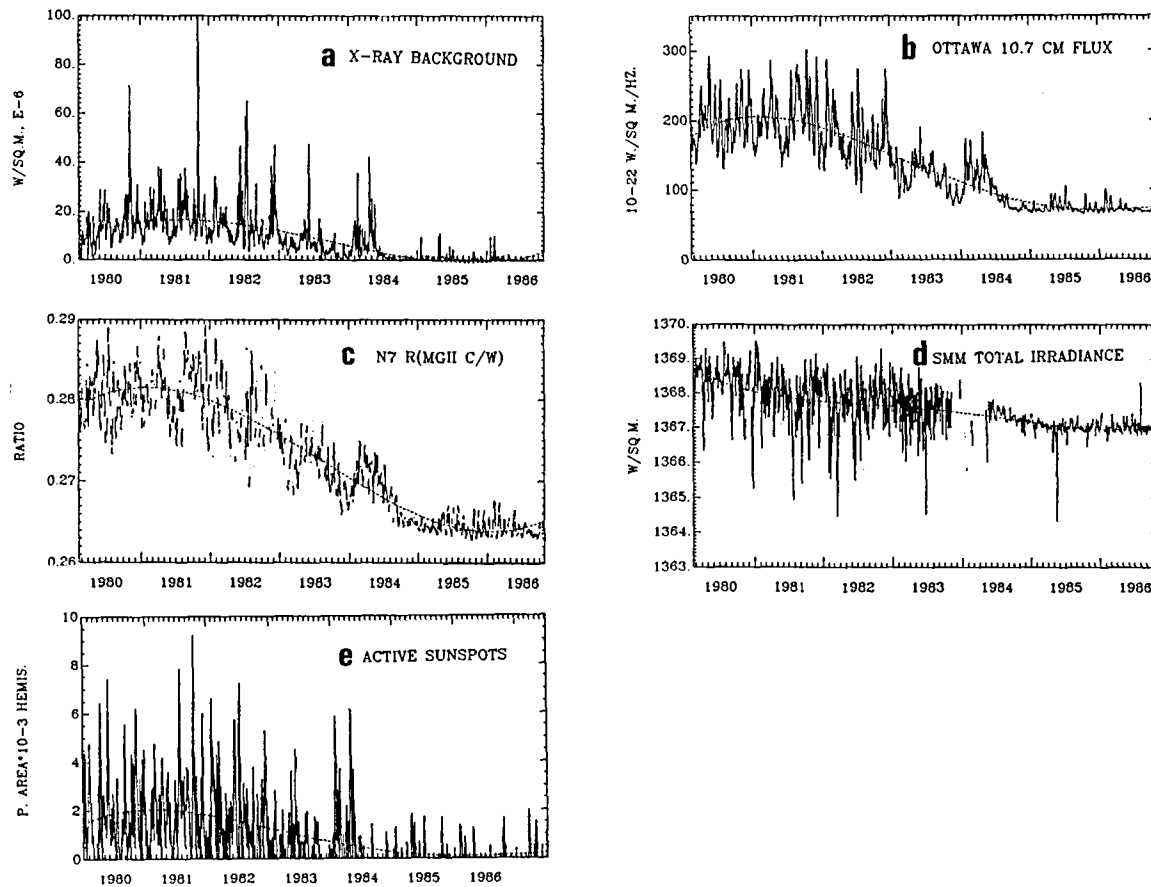 a X-RAY BACKGROUND
W/SQ.M., E-6
100.
80.
60.
40.
20.
0.
1980 1981 1982 1983 1984 1985 1986
b OTTAWA 10.7 CM FLUX
10-22 W./SQ M./HZ.
300
200
100
0
1980 1981 1982 1983 1984 1985 1986
c N7 R(MGII C/W)
RATIO
0.29
0.28
0.27
0.26
1980 1981 1982 1983 1984 1985 1986
d SMM TOTAL IRRADIANCE
W/SQ.M.
1370.
1369.
1368.
1367.
1366.
1365.
1364.
1363.
1980 1981 1982 1983 1984 1985 1986
e ACTIVE SUNSPOTS
P. AREA*10-3 HEMIS.
10
8
6
4
2
0
1980 1981 1982 1983 1984 1985 1986